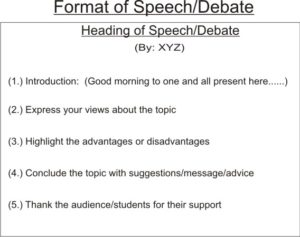 Format of Speech/Debate
Heading of Speech/Debate
(By: XYZ)
(1.) Introduction:  (Good morning to one and all present here......)
(2.) Express your views about the topic
(3.) Highlight the advantages or disadvantages
(4.) Conclude the topic with suggestions/message/advice
(5.) Thank the audience/students for their support